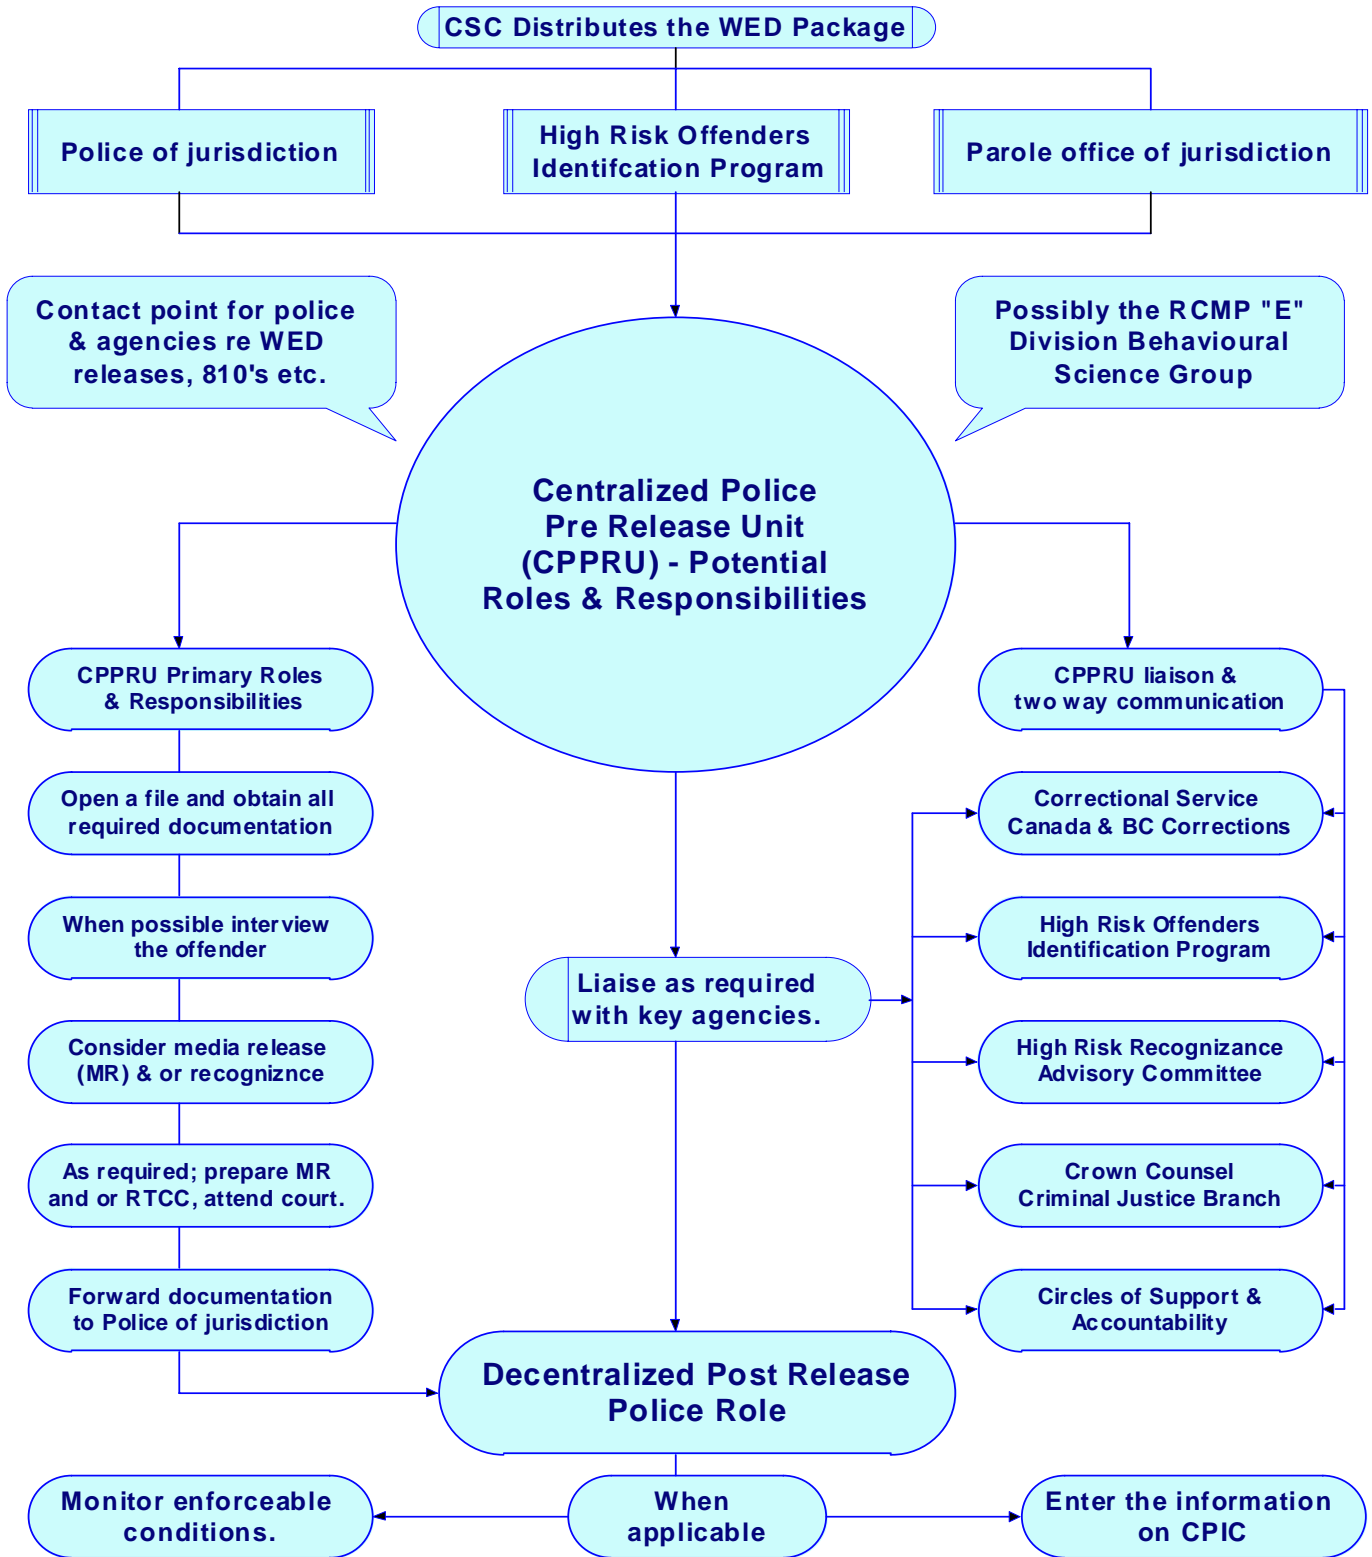 CSC Distributes the WED Package
Police of jurisdiction
High Risk Offenders
Identifcation Program
Parole office of jurisdiction
Contact point for police
& agencies re WED
releases, 810's etc.
Possibly the RCMP "E"
Division Behavioural
Science Group
Centralized Police
Pre Release Unit
(CPPRU) - Potential
Roles & Responsibilities
CPPRU Primary Roles
& Responsibilities
Open a file and obtain all
required documentation
When possible interview
the offender
Consider media release
(MR) & or recogniznce
As required; prepare MR
and or RTCC, attend court.
Forward documentation
to Police of jurisdiction
Liaise as required
with key agencies.
CPPRU liaison &
two way communication
Correctional Service
Canada & BC Corrections
High Risk Offenders
Identification Program
High Risk Recognizance
Advisory Committee
Crown Counsel
Criminal Justice Branch
Circles of Support &
Accountability
Decentralized Post Release
Police Role
Monitor enforceable
conditions.
When
applicable
Enter the information
on CPIC